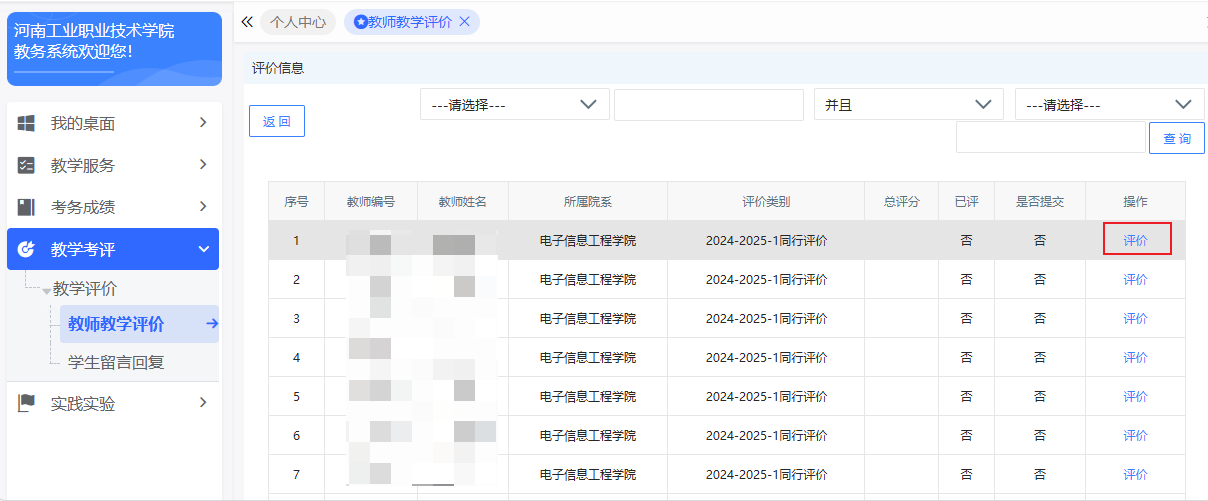 河南工业职业技术学院
教务系统欢迎您!
我的桌面
教学服务
考务成绩
教学考评
教学评价
教师教学评价
学生留言回复
实践实验
个人中心
教师教学评价
评价信息
返 回
---请选择---
并且
---请选择---
查 询
序号 教师编号 教师姓名 所属院系 评价类别 总评分 已评 是否提交 操作
1 电子信息工程学院 2024-2025-1同行评价 否 否 评价
2 电子信息工程学院 2024-2025-1同行评价 否 否 评价
3 电子信息工程学院 2024-2025-1同行评价 否 否 评价
4 电子信息工程学院 2024-2025-1同行评价 否 否 评价
5 电子信息工程学院 2024-2025-1同行评价 否 否 评价
6 电子信息工程学院 2024-2025-1同行评价 否 否 评价
7 电子信息工程学院 2024-2025-1同行评价 否 否 评价